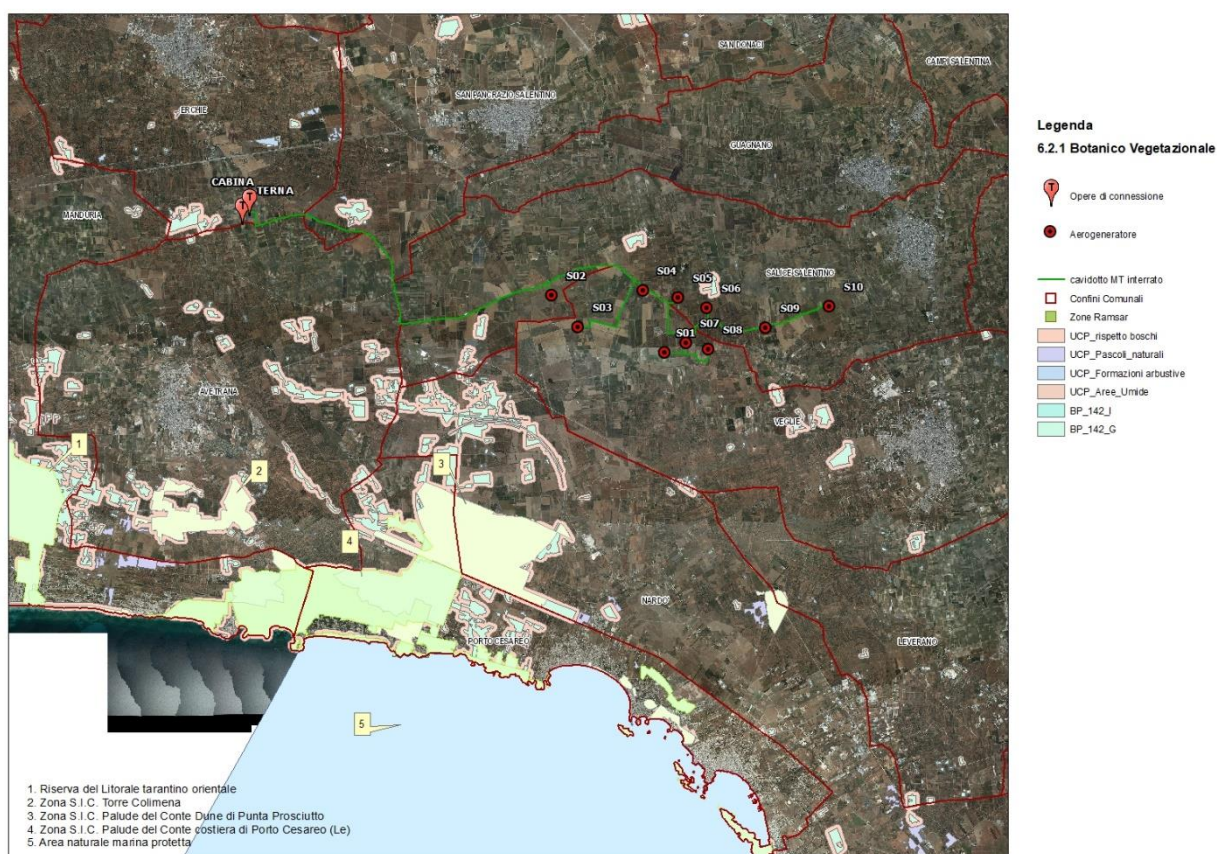 SAN DONACI
CAMPI SALENTINA
SAN PANCRAZIO SALENTINO
ERCHIE
GUAGNANO
CABINA
TERNA
MANDURIA
SALICE SALENTINO
S02
S04
S05
S06
S10
S03
S09
S07
S08
S01
AVETRANA
VEGLIE
1
2
3
4
NARDO'
PORTO CESAREO
LEVERANO
5
1. Riserva del Litorale tarantino orientale
2. Zona S.I.C. Torre Colimena
3. Zona S.I.C. Palude del Conte Dune di Punta Prosciutto
4. Zona S.I.C. Palude del Conte costiera di Porto Cesareo (Le)
5. Area naturale marina protetta
Legenda
6.2.1 Botanico Vegetazionale
T
Opere di connessione
Aerogeneratore
cavidotto MT interrato
Confini Comunali
Zone Ramsar
UCP_rispetto boschi
UCP_Pascoli_naturali
UCP_Formazioni arbustive
UCP_Aree_Umide
BP_142_I
BP_142_G